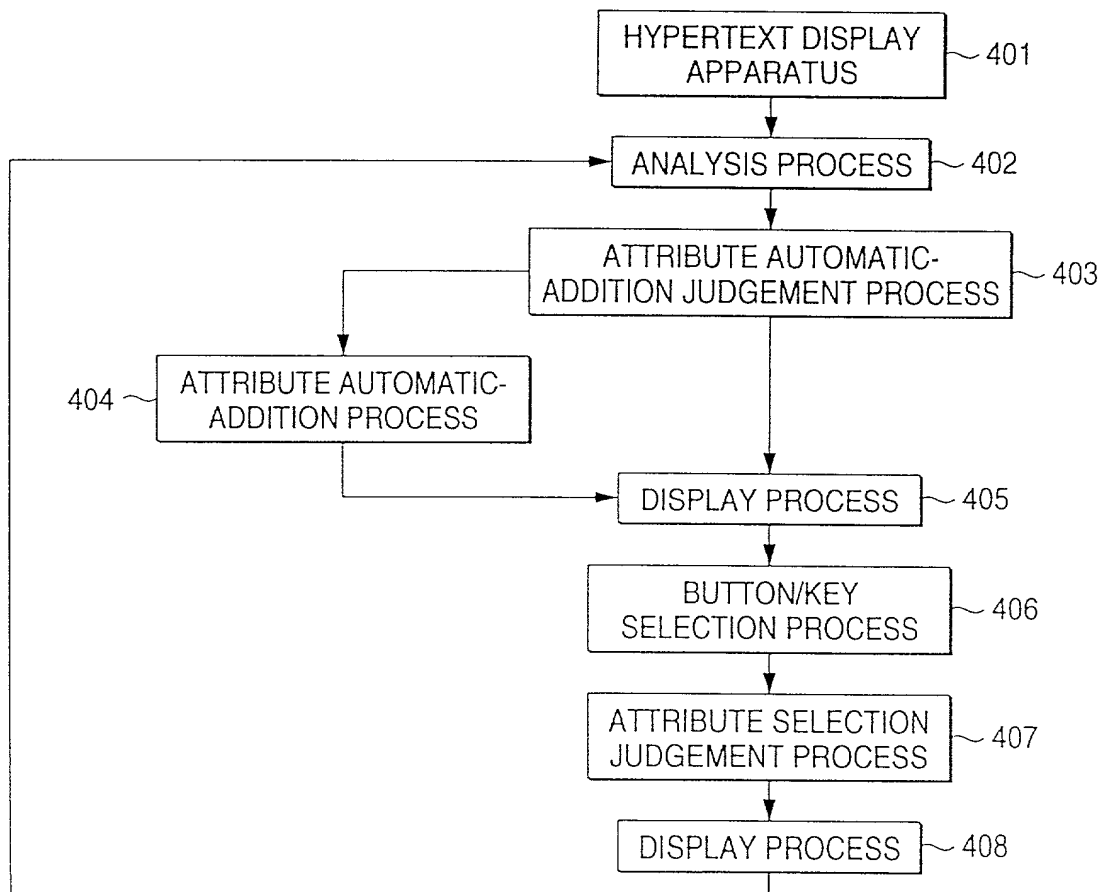 HYPERTEXT DISPLAY
APPARATUS
401
ANALYSIS PROCESS
402
ATTRIBUTE AUTOMATIC-
ADDITION JUDGEMENT PROCESS
403
ATTRIBUTE AUTOMATIC-
ADDITION PROCESS
404
DISPLAY PROCESS
405
BUTTON/KEY
SELECTION PROCESS
406
ATTRIBUTE SELECTION
JUDGEMENT PROCESS
407
DISPLAY PROCESS
408